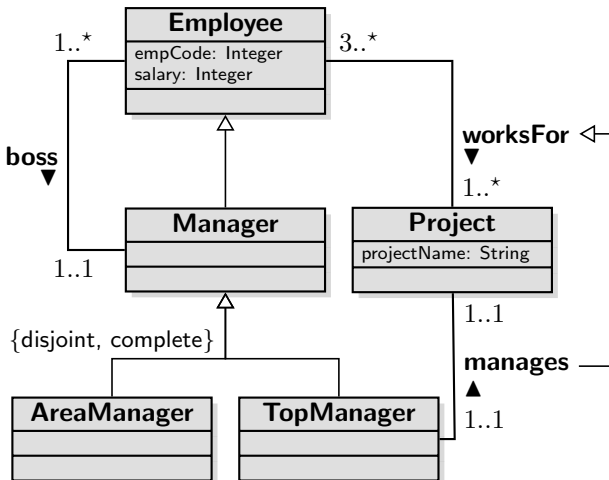 Employee
1..*
empCode: Integer
3..*
salary: Integer
worksFor
boss
1..*
Manager
Project
projectName: String
1..1
1..1
{disjoint, complete}
manages
AreaManager
TopManager
1..1